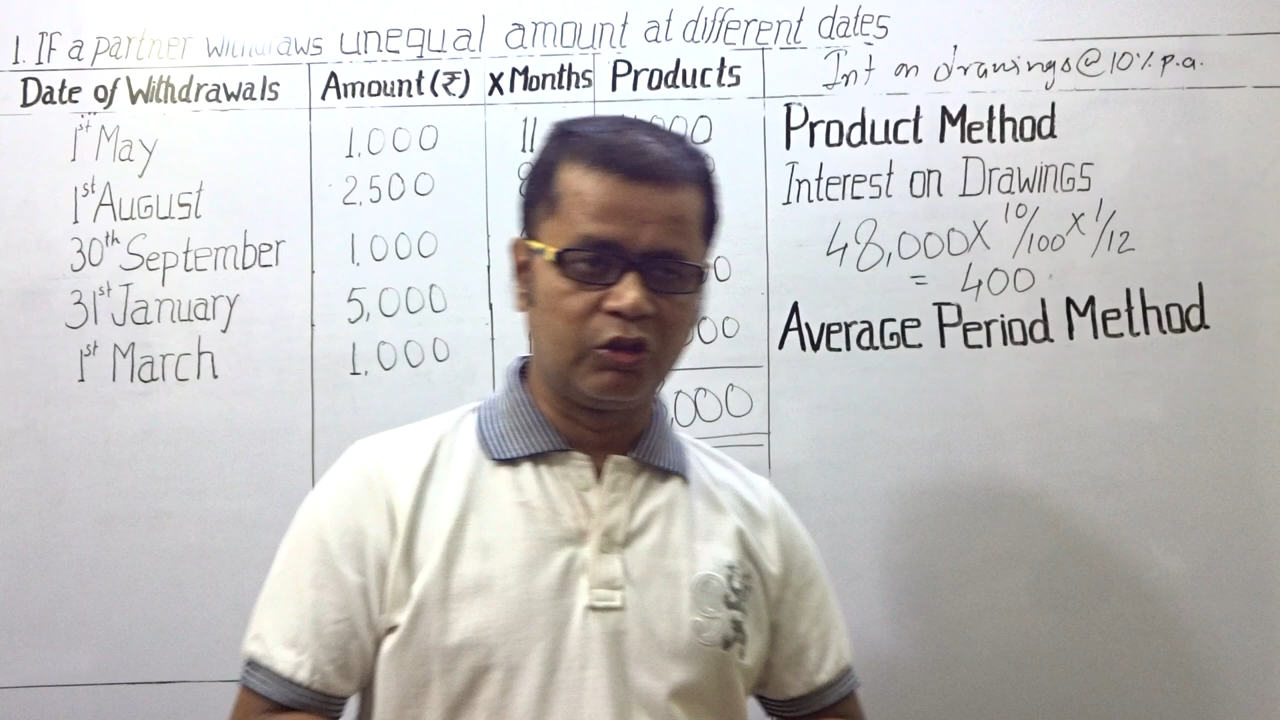 1. If a partner withdraws unequal amount at different dates
Date of Withdrawals Amount (₹) x Months Products Int on drawings @ 10% p.a.
1st May 1,000 11
1st August 2,500
30th September 1,000
31st January 5,000
1st March 1,000
Product Method
Interest on Drawings
48,000 X 10/100 X 1/12
= 400
Average Period Method